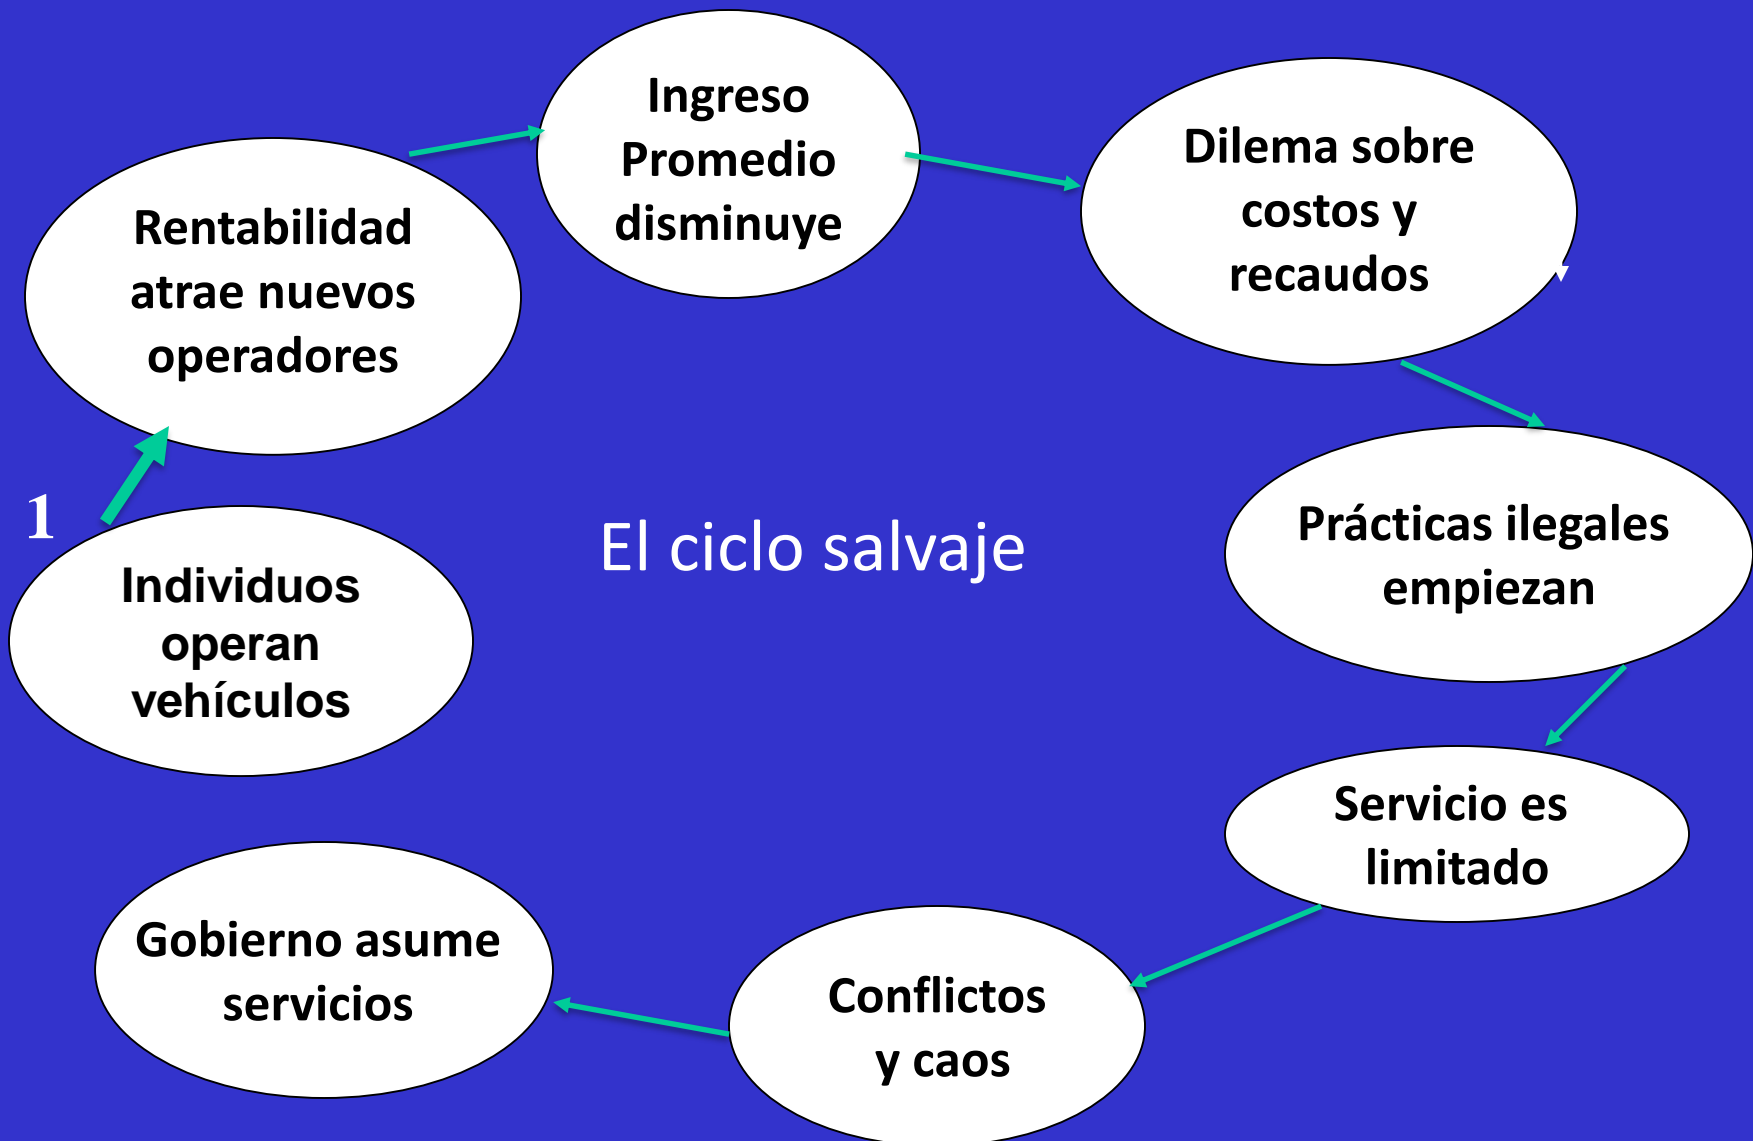 1
Individuos
operan
vehículos
Rentabilidad
atrae nuevos
operadores
Ingreso
Promedio
disminuye
Dilema sobre
costos y
recaudos
Prácticas ilegales
empiezan
Servicio es
limitado
Conflictos
y caos
Gobierno asume
servicios
El ciclo salvaje